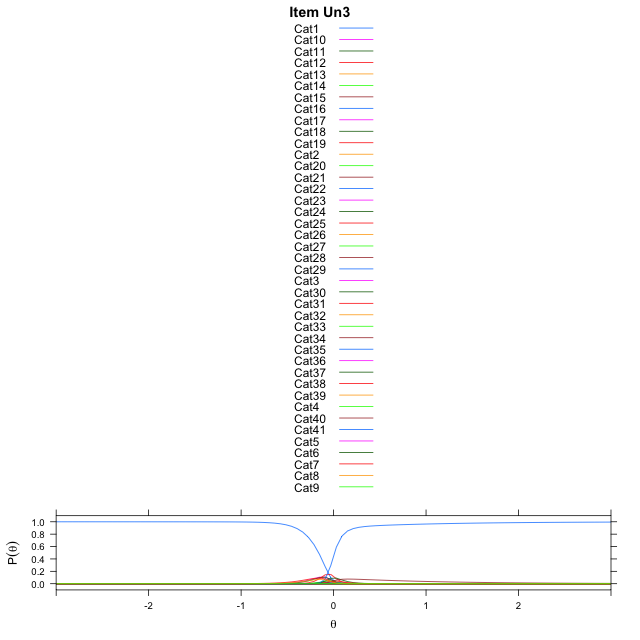 Item Un3
Cat1
Cat10
Cat11
Cat12
Cat13
Cat14
Cat15
Cat16
Cat17
Cat18
Cat19
Cat2
Cat20
Cat21
Cat22
Cat23
Cat24
Cat25
Cat26
Cat27
Cat28
Cat29
Cat3
Cat30
Cat31
Cat32
Cat33
Cat34
Cat35
Cat36
Cat37
Cat38
Cat39
Cat4
Cat40
Cat41
Cat5
Cat6
Cat7
Cat8
Cat9
P(θ)
1.0
0.8
0.6
0.4
0.2
0.0
-2 -1 0 1 2
θ